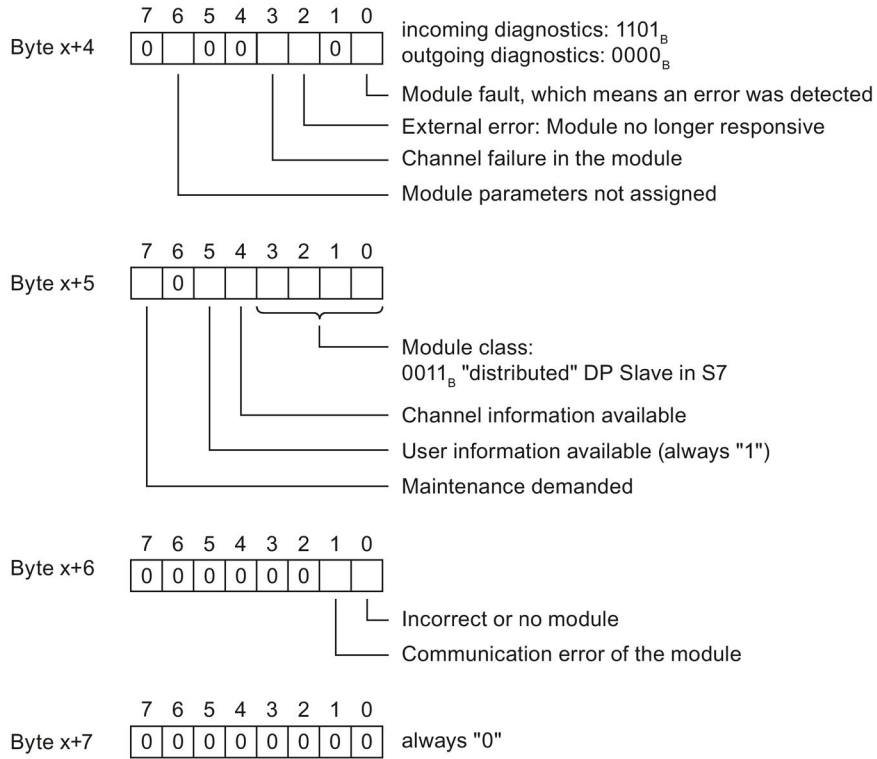 7 6 5 4 3 2 1 0
Byte x+4
0 0 0 0
incoming diagnostics: 1101B
outgoing diagnostics: 0000B
Module fault, which means an error was detected
External error: Module no longer responsive
Channel failure in the module
Module parameters not assigned
7 6 5 4 3 2 1 0
Byte x+5
0
Module class:
0011B "distributed" DP Slave in S7
Channel information available
User information available (always "1")
Maintenance demanded
7 6 5 4 3 2 1 0
Byte x+6
0 0 0 0 0 0
Incorrect or no module
Communication error of the module
7 6 5 4 3 2 1 0
Byte x+7
0 0 0 0 0 0 0 0
always "0"